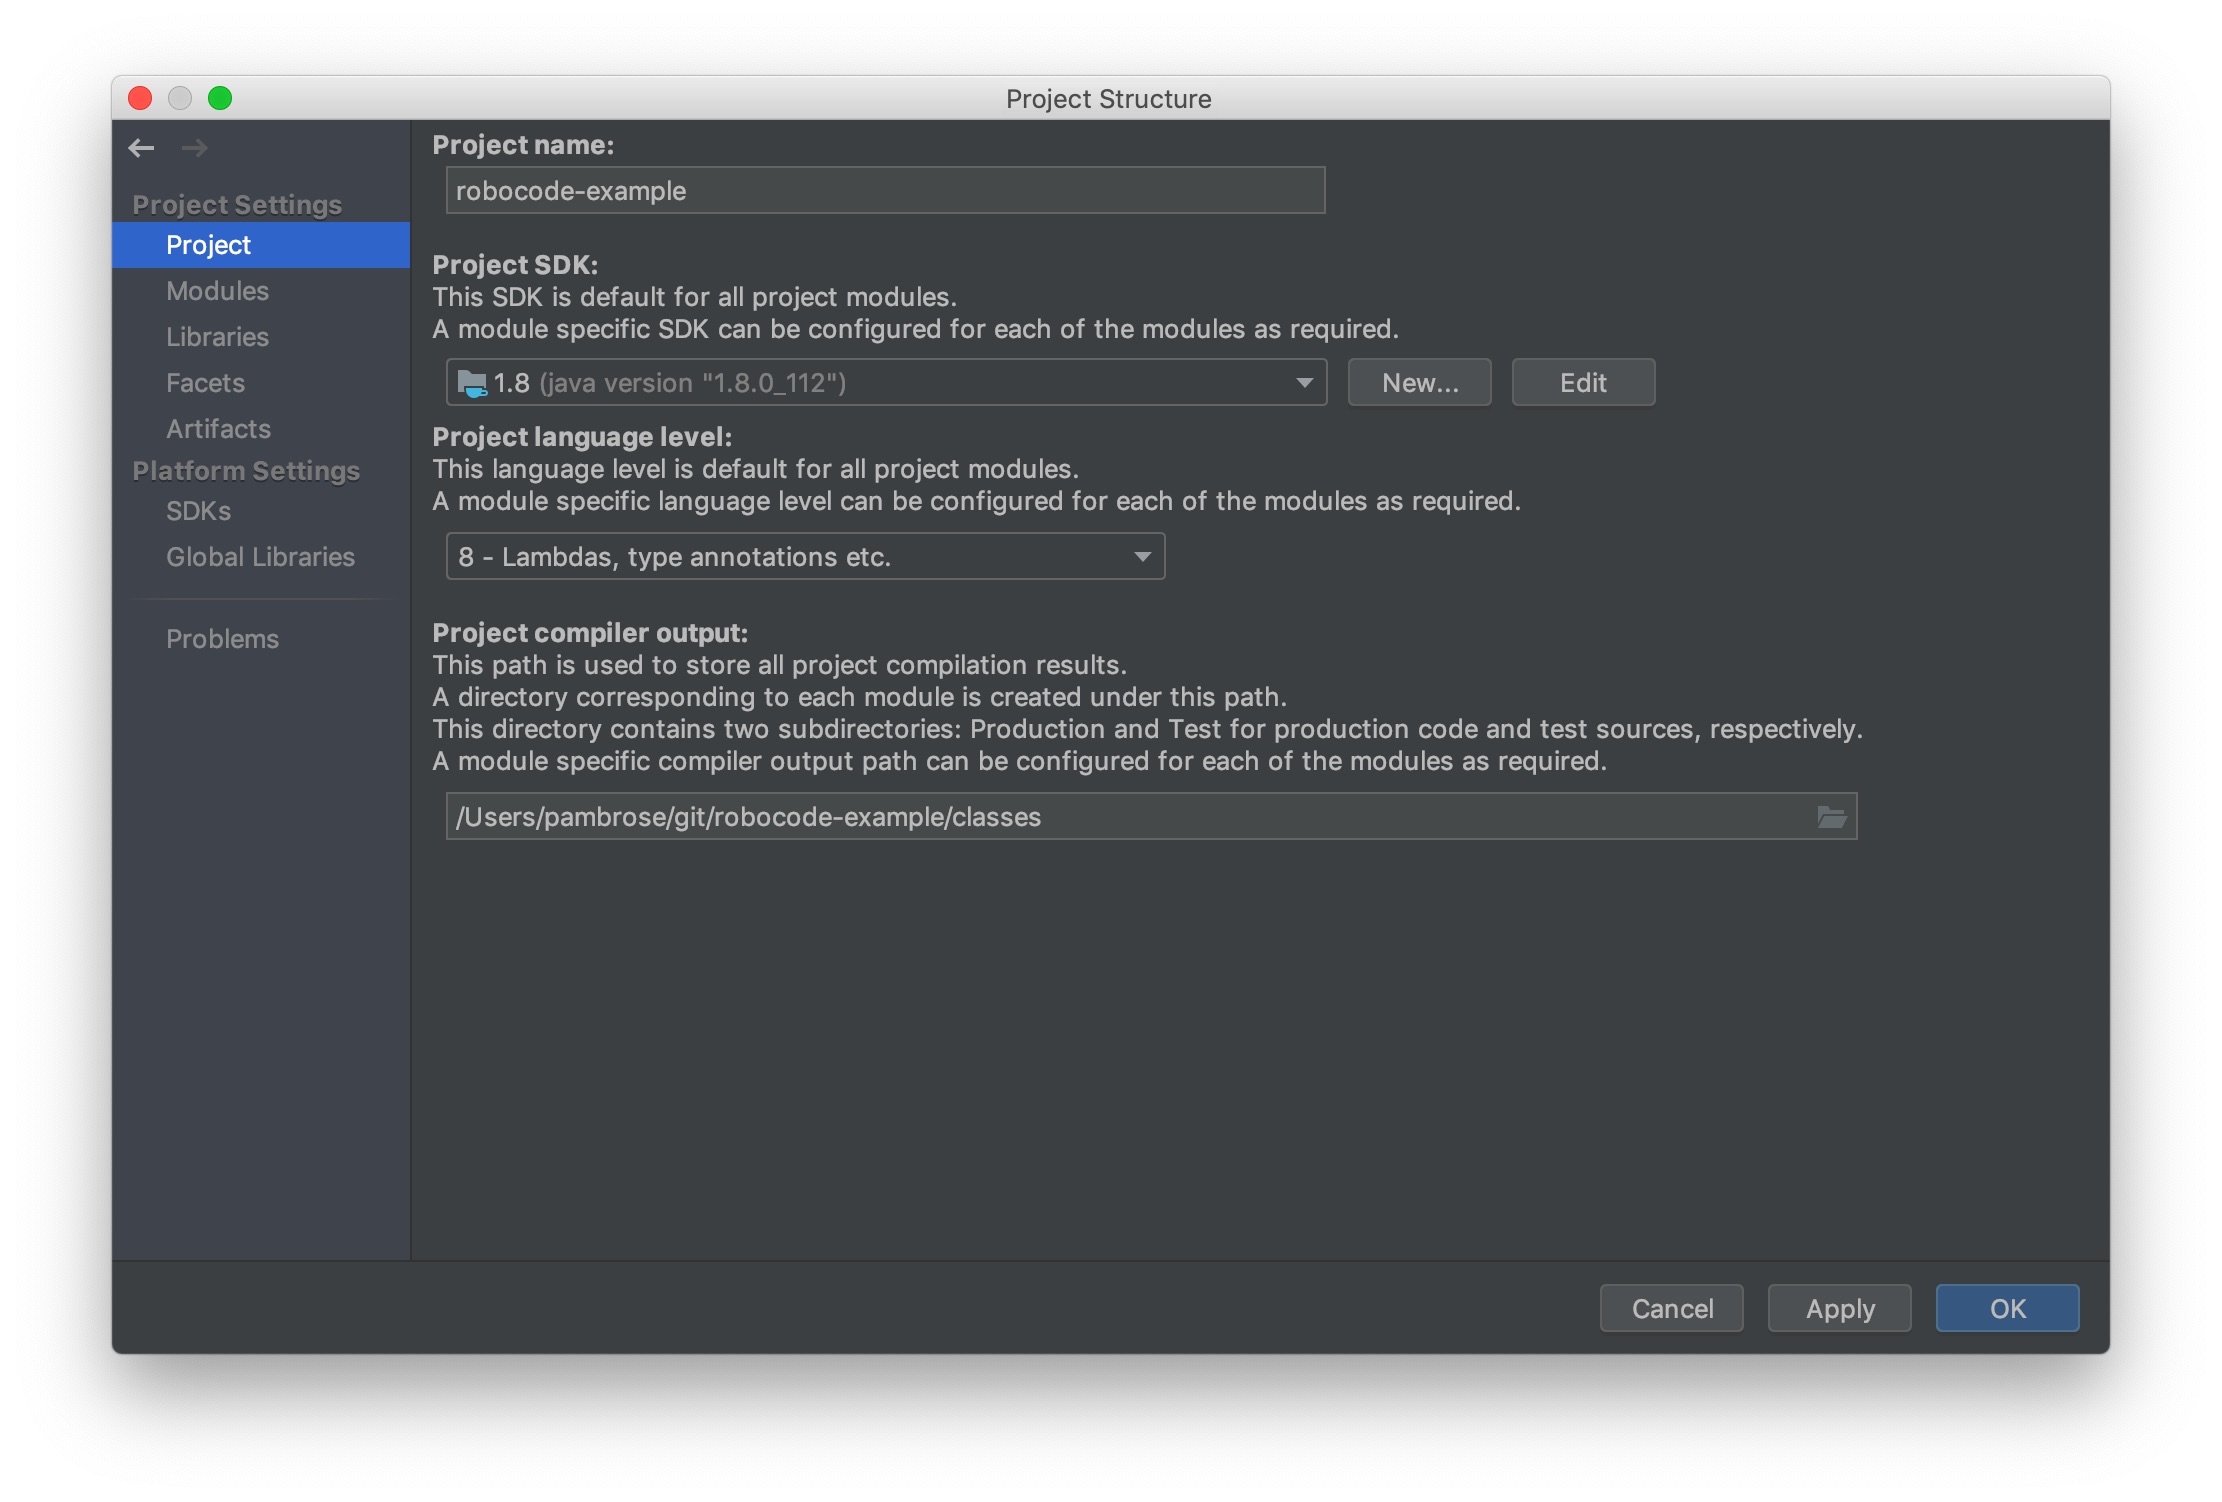 Project Structure
Project Settings
Project
Modules
Libraries
Facets
Artifacts
Platform Settings
SDKs
Global Libraries
Problems
Project name:
robocode-example
Project SDK:
This SDK is default for all project modules.
A module specific SDK can be configured for each of the modules as required.
1.8 (java version "1.8.0_112")
New...
Edit
Project language level:
This language level is default for all project modules.
A module specific language level can be configured for each of the modules as required.
8 - Lambdas, type annotations etc.
Project compiler output:
This path is used to store all project compilation results.
A directory corresponding to each module is created under this path.
This directory contains two subdirectories: Production and Test for production code and test sources, respectively.
A module specific compiler output path can be configured for each of the modules as required.
/Users/pambrose/git/robocode-example/classes
Cancel
Apply
OK